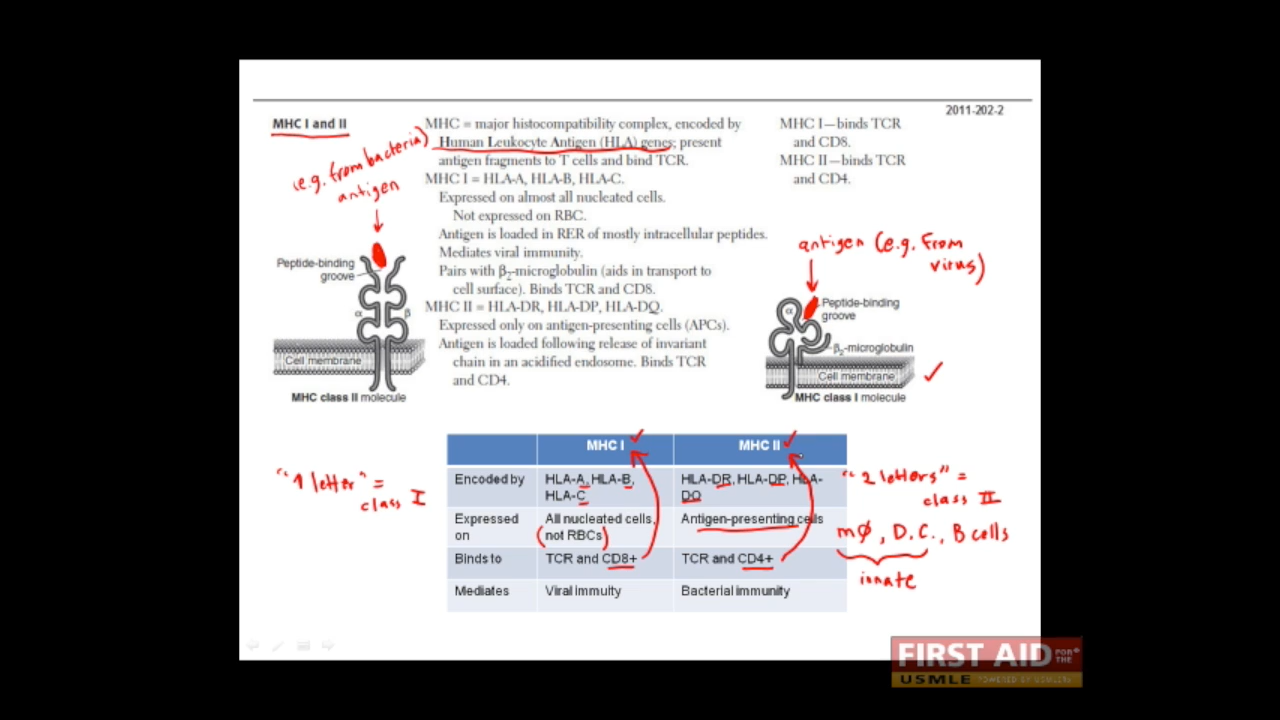 2011-202-2
MHC I and II
MHC = major histocompatibility complex, encoded by
Human Leukocyte Antigen (HLA) genes; present
antigen fragments to T cells and bind TCR.
MHC I = HLA-A, HLA-B, HLA-C.
Expressed on almost all nucleated cells.
Not expressed on RBC.
Antigen is loaded in RER of mostly intracellular peptides.
Mediates viral immunity.
Pairs with β2-microglobulin (aids in transport to
cell surface). Binds TCR and CD8.
MHC II = HLA-DR, HLA-DP, HLA-DQ.
Expressed only on antigen-presenting cells (APCs).
Antigen is loaded following release of invariant
chain in an acidified endosome. Binds TCR
and CD4.
MHC I—binds TCR
and CD8.
MHC II—binds TCR
and CD4.
(e.g. from bacteria)
antigen
Peptide-binding
groove
α
β
Cell membrane
MHC class II molecule
antigen (e.g. from
virus)
α
Peptide-binding
groove
β2-microglobulin
Cell membrane
MHC class I molecule
MHC I MHC II
Encoded by HLA-A, HLA-B, HLA-DR, HLA-DP, HLA-
HLA-C DQ
Expressed All nucleated cells, Antigen-presenting cells
on (not RBCs)
Binds to TCR and CD8+ TCR and CD4+
Mediates Viral immuity Bacterial immunity
"1 letter" =
class I
"2 letters" =
class II
mø, D.C., B cells
innate
FIRST AID FOR THE
USMLE POWERED BY USMLERx